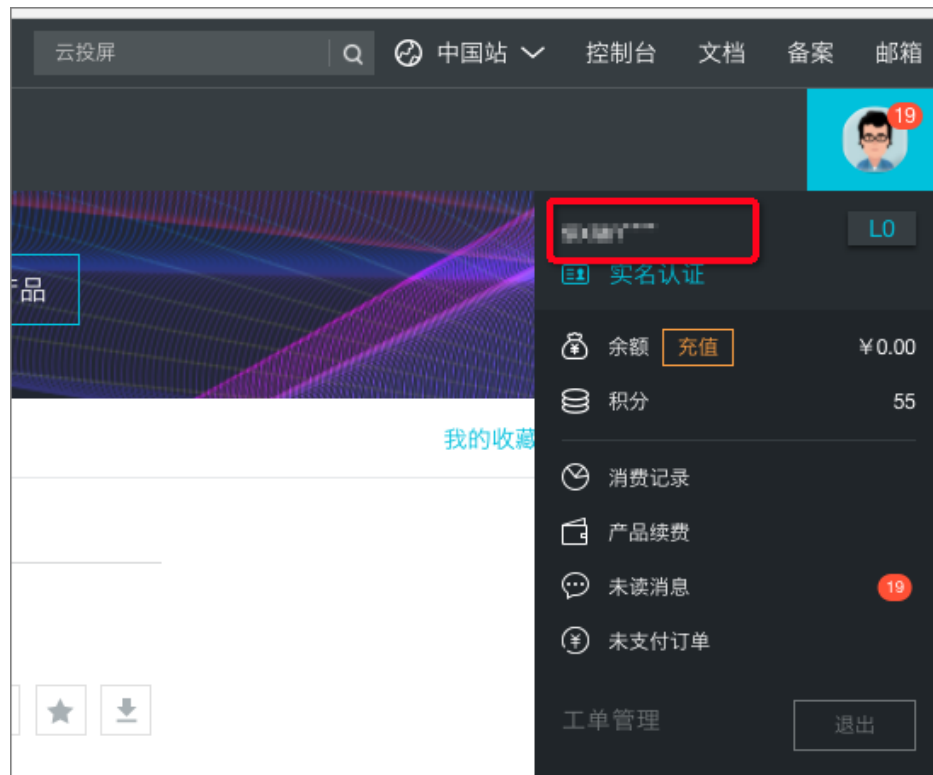 云投屏 中国站 控制台 文档 备案 邮箱
19
L0
品
实名认证
余额 充值 ￥0.00
积分 55
我的收藏
消费记录
产品续费
未读消息 19
未支付订单
工单管理 退出